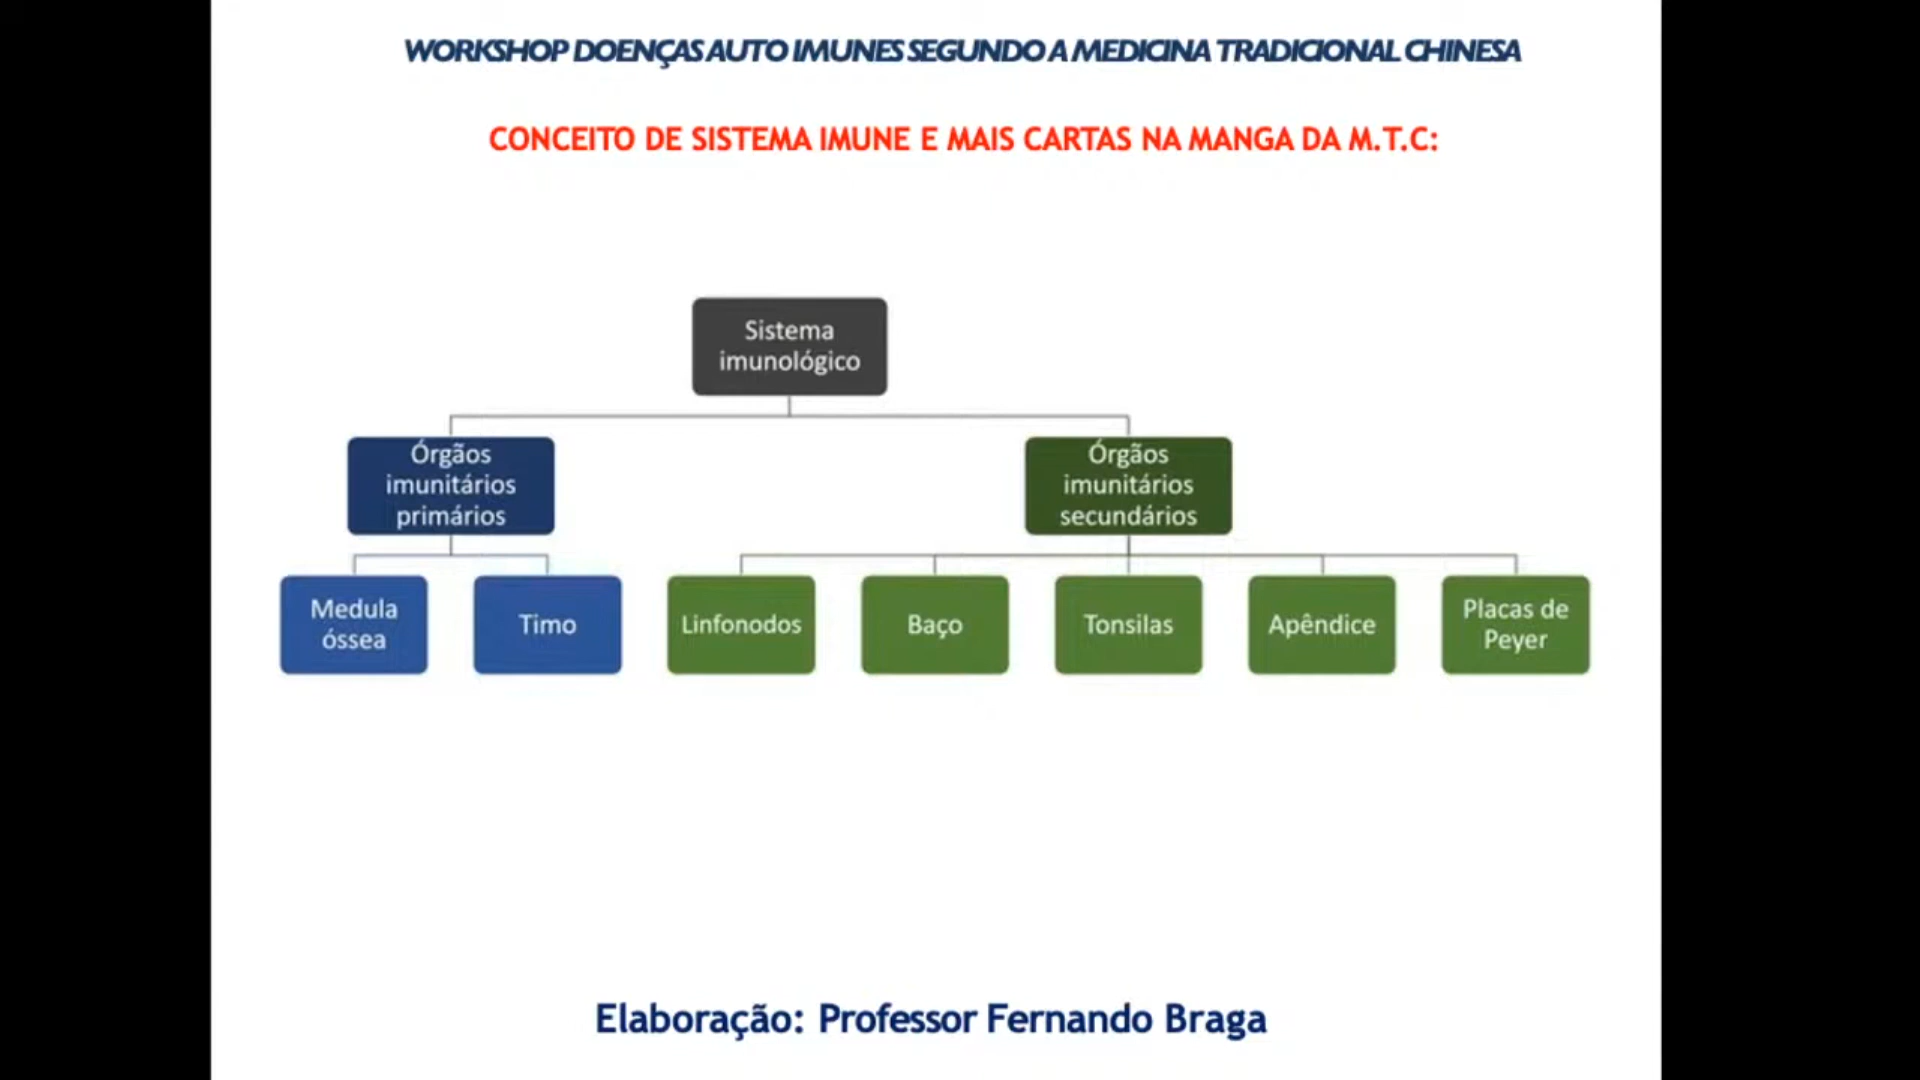 WORKSHOP DOENÇAS AUTO IMUNES SEGUNDO A MEDICINA TRADICIONAL CHINESA
CONCEITO DE SISTEMA IMUNE E MAIS CARTAS NA MANGA DA M.T.C:
Sistema
imunológico
Órgãos
imunitários
primários
Órgãos
imunitários
secundários
Medula
óssea
Timo
Linfonodos
Baço
Tonsilas
Apêndice
Placas de
Peyer
Elaboração: Professor Fernando Braga